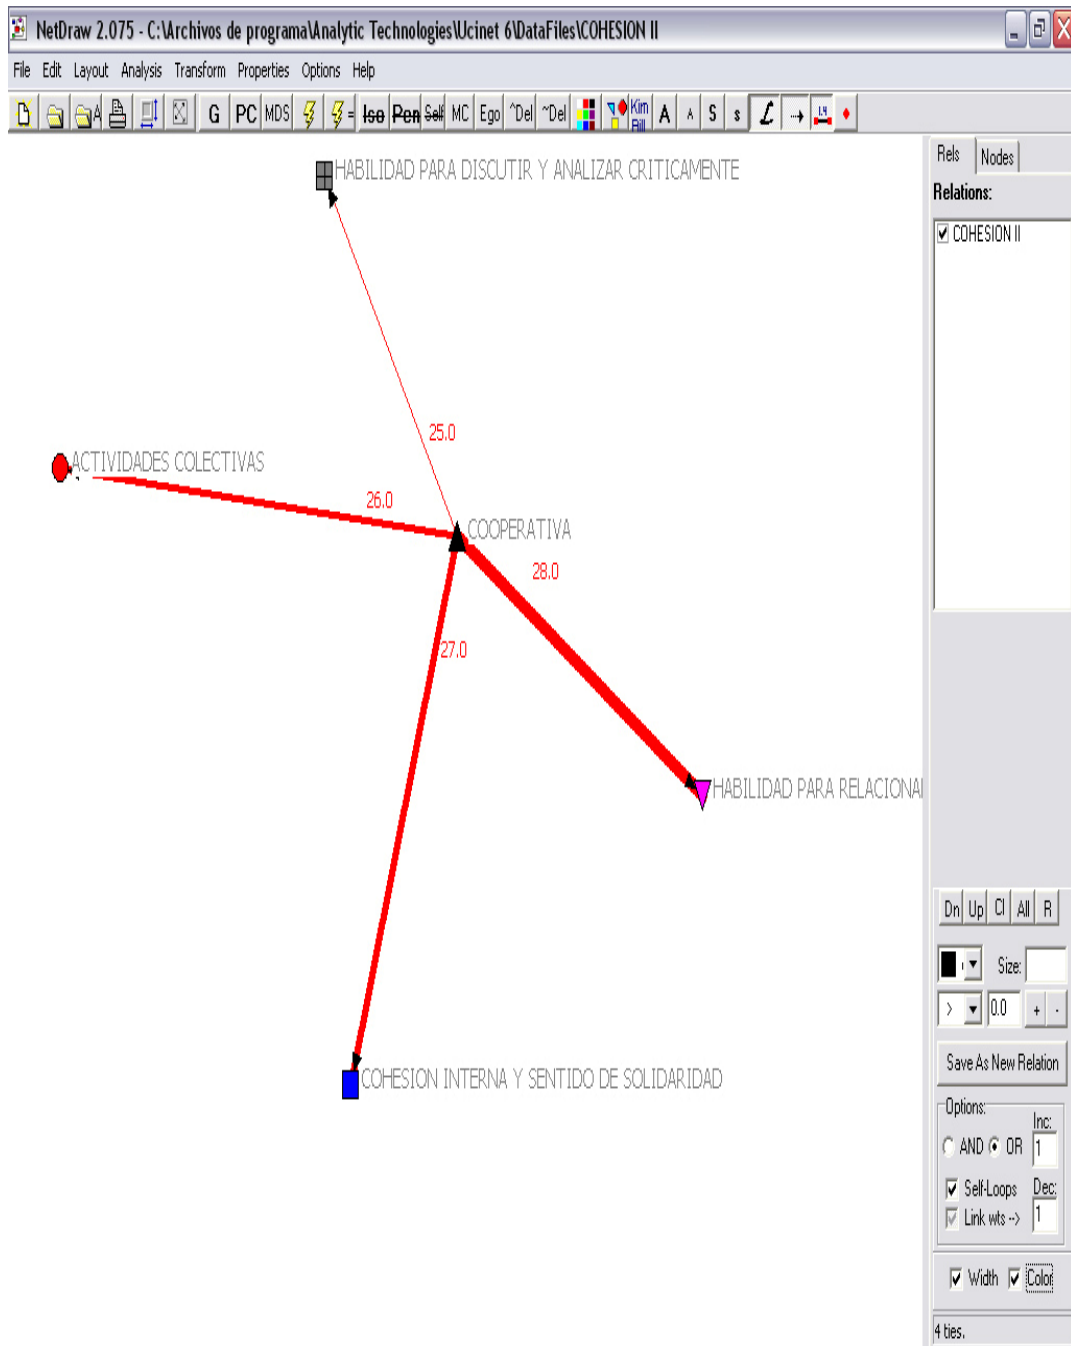 NetDraw 2.075 - C:\Archivos de programa\Analytic Technologies\Ucinet 6\DataFiles\COHESION II
File Edit Layout Analysis Transform Properties Options Help
A G PC MDS = Iso Pen Self MC Ego ^Del ~Del Kim Bill A A S s L
Rels Nodes
Relations:
COHESION II
HABILIDAD PARA DISCUTIR Y ANALIZAR CRITICAMENTE
25.0
ACTIVIDADES COLECTIVAS
26.0
COOPERATIVA
28.0
27.0
HABILIDAD PARA RELACIONA
COHESION INTERNA Y SENTIDO DE SOLIDARIDAD
Dn Up Cl All R
Size:
> 0.0 + -
Save As New Relation
Options:
Inc:
AND OR 1
Self-Loops Dec:
Link wts --> 1
Width Color
4 ties.